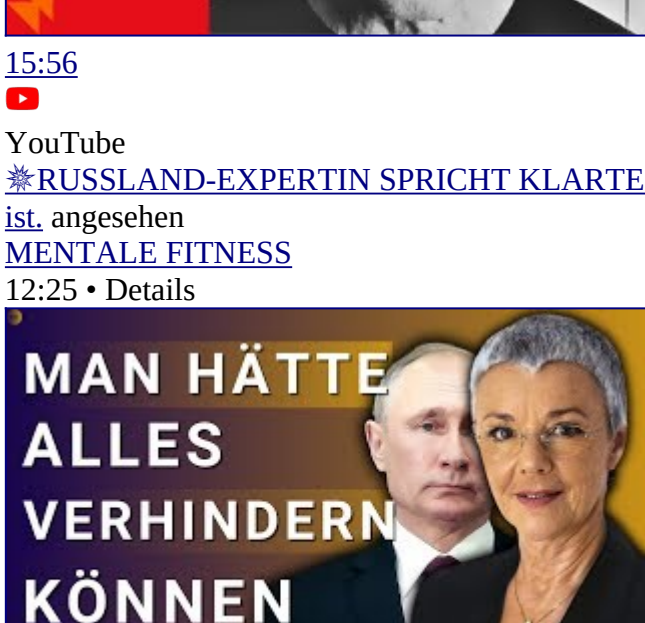 15:56
YouTube
RUSSLAND-EXPERTIN SPRICHT KLARTE
ist. angesehen
MENTALE FITNESS
12:25 • Details
MAN HÄTTE
ALLES
VERHINDERN
KÖNNEN